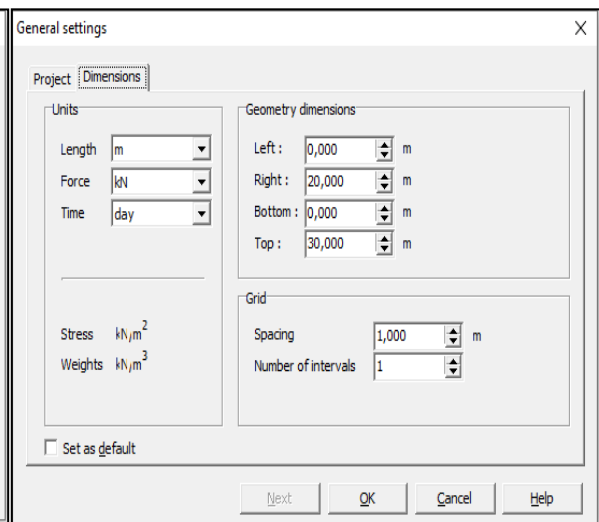 General settings
Project Dimensions
Units
Length m
Force kN
Time day
Stress kN/m²
Weights kN/m³
Geometry dimensions
Left : 0,000 m
Right : 20,000 m
Bottom : 0,000 m
Top : 30,000 m
Grid
Spacing 1,000 m
Number of intervals 1
Set as default
Next OK Cancel Help